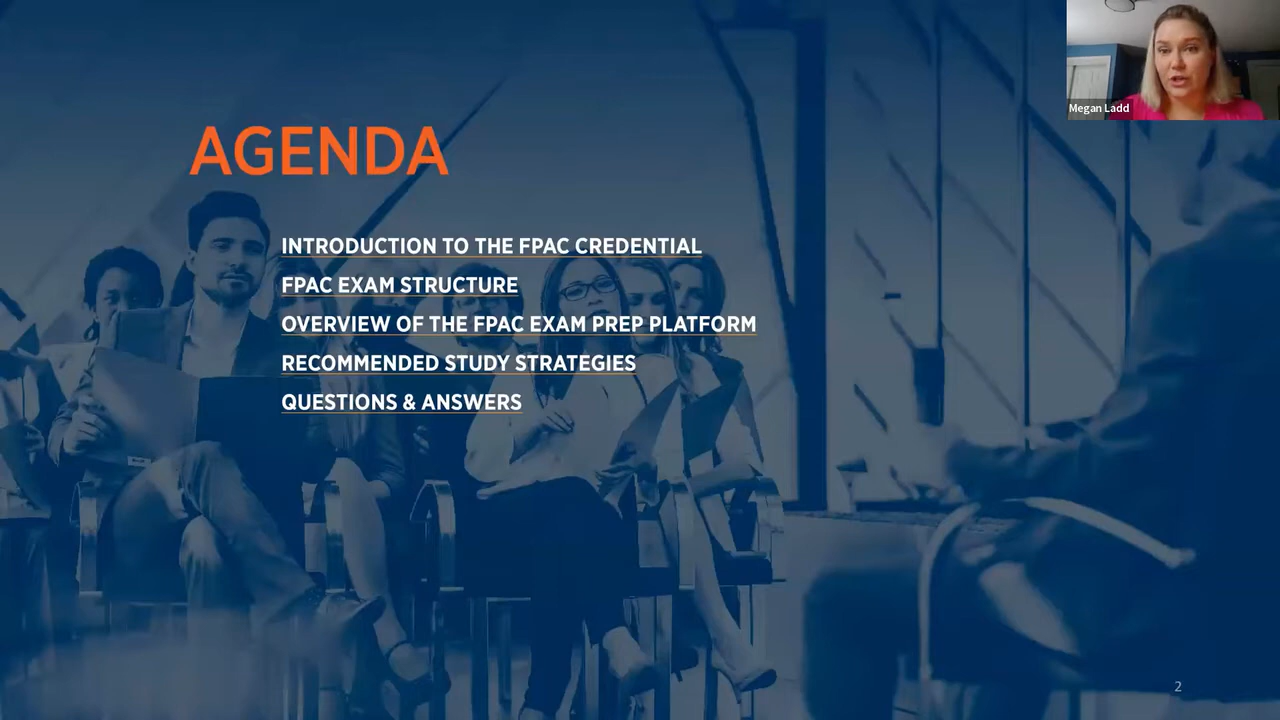 Megan Ladd
AGENDA
INTRODUCTION TO THE FPAC CREDENTIAL
FPAC EXAM STRUCTURE
OVERVIEW OF THE FPAC EXAM PREP PLATFORM
RECOMMENDED STUDY STRATEGIES
QUESTIONS & ANSWERS
2